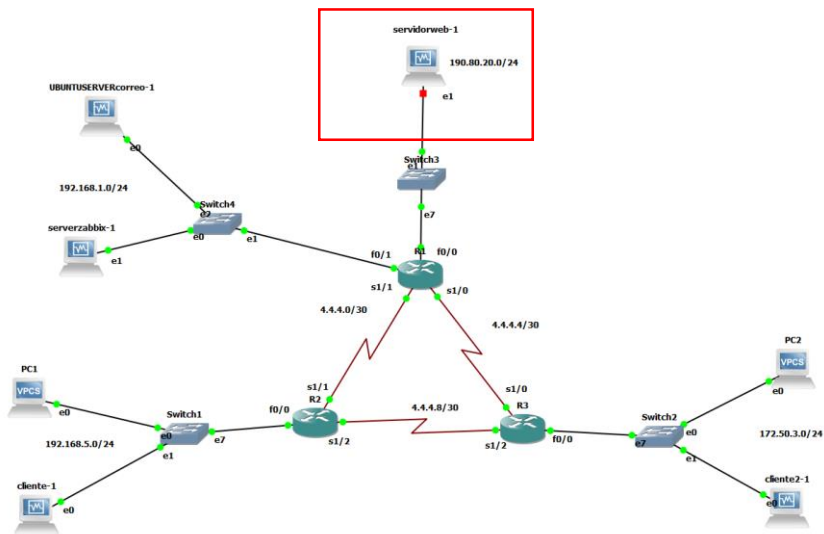 servidorweb-1
190.80.20.0/24
e1
UBUNTUSERVERcorreo-1
e0
192.168.1.0/24
e1
Switch3
e7
Switch4
e2
e0
e1
serverzabbix-1
e1
f0/1
R1
f0/0
s1/1
s1/0
4.4.4.0/30
4.4.4.4/30
PC1
VPCS
e0
Switch1
e0
e7
e1
192.168.5.0/24
cliente-1
e0
s1/1
R2
f0/0
s1/2
4.4.4.8/30
s1/0
R3
s1/2
f0/0
PC2
VPCS
e0
Switch2
e0
e7
e1
172.50.3.0/24
cliente2-1
e0